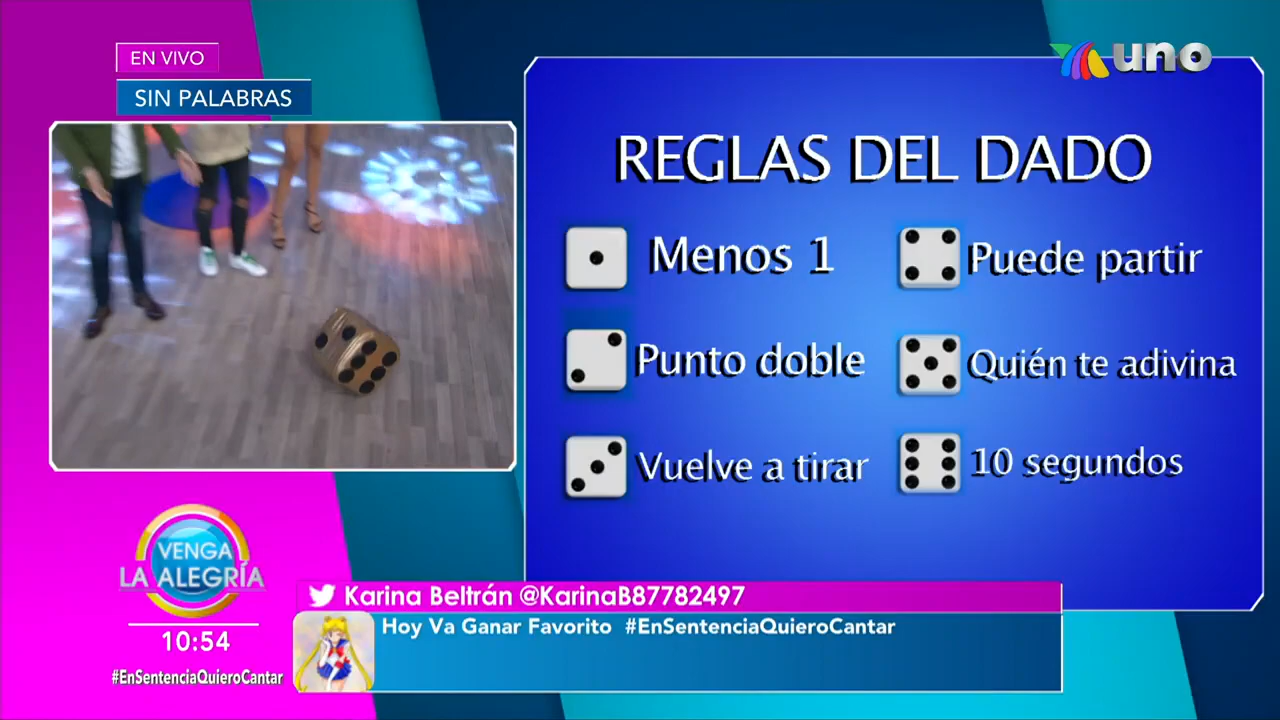 EN VIVO
SIN PALABRAS
uno
REGLAS DEL DADO
Menos 1
Puede partir
Punto doble
Quién te adivina
Vuelve a tirar
10 segundos
VENGA
LA ALEGRÍA
10:54
#EnSentenciaQuieroCantar
Karina Beltrán @KarinaB87782497
Hoy Va Ganar Favorito #EnSentenciaQuieroCantar